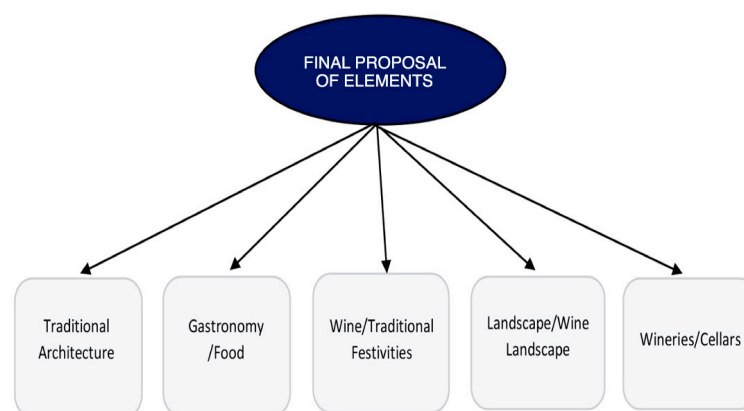 FINAL PROPOSAL
OF ELEMENTS
Traditional
Architecture
Gastronomy
/Food
Wine/Traditional
Festivities
Landscape/Wine
Landscape
Wineries/Cellars